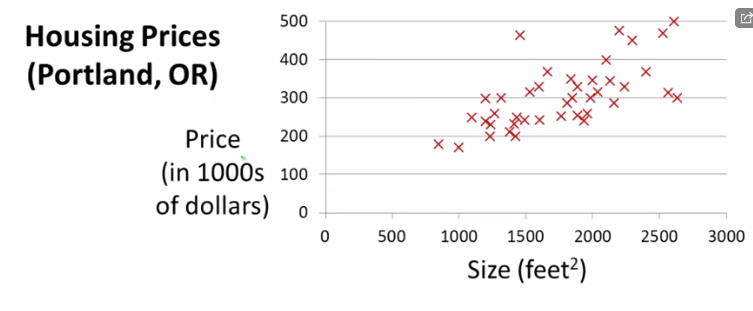 Housing Prices
(Portland, OR)
Price
(in 1000s
of dollars)
500
400
300
200
100
0
0 500 1000 1500 2000 2500 3000
Size (feet²)